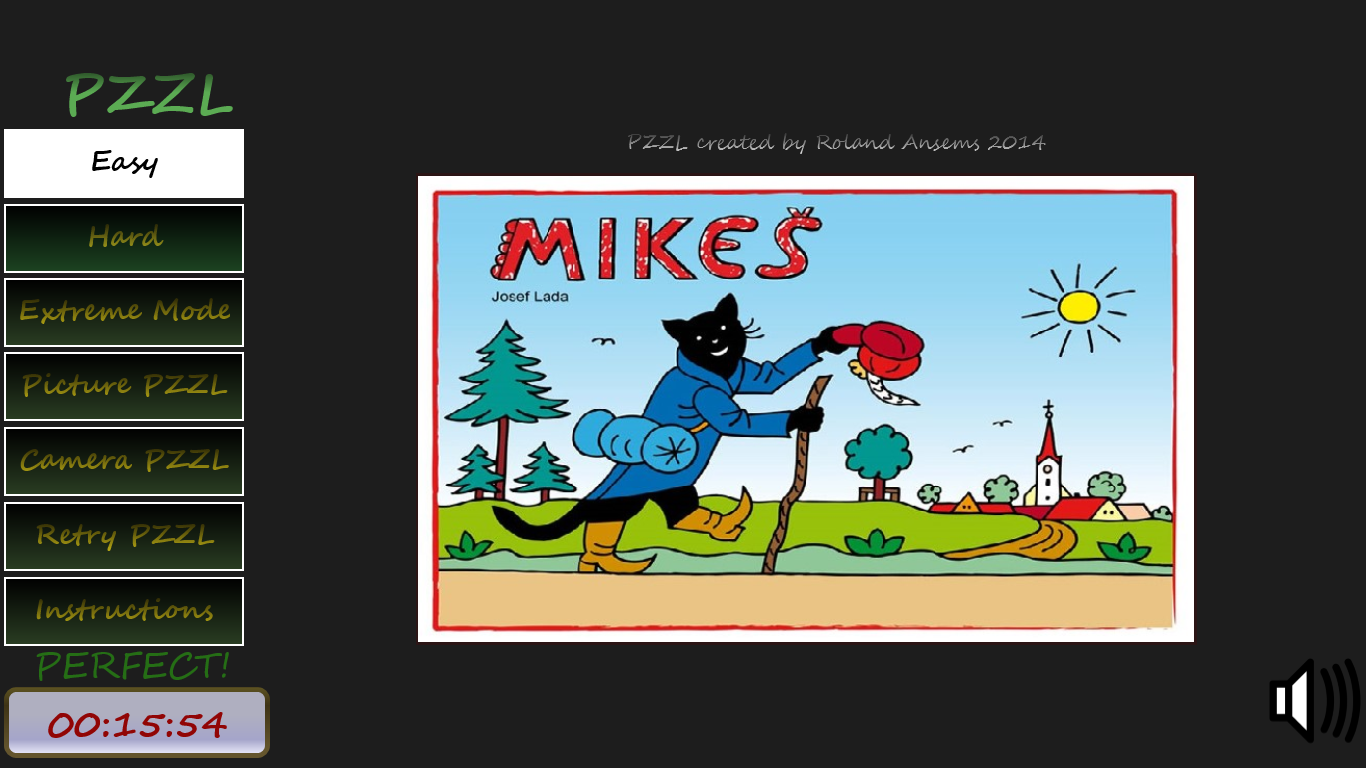 PZZL
Easy
Hard
Extreme Mode
Picture PZZL
Camera PZZL
Retry PZZL
Instructions
PERFECT!
00:15:54
PZZL created by Roland Ansems 2014
MIKEŠ
Josef Lada